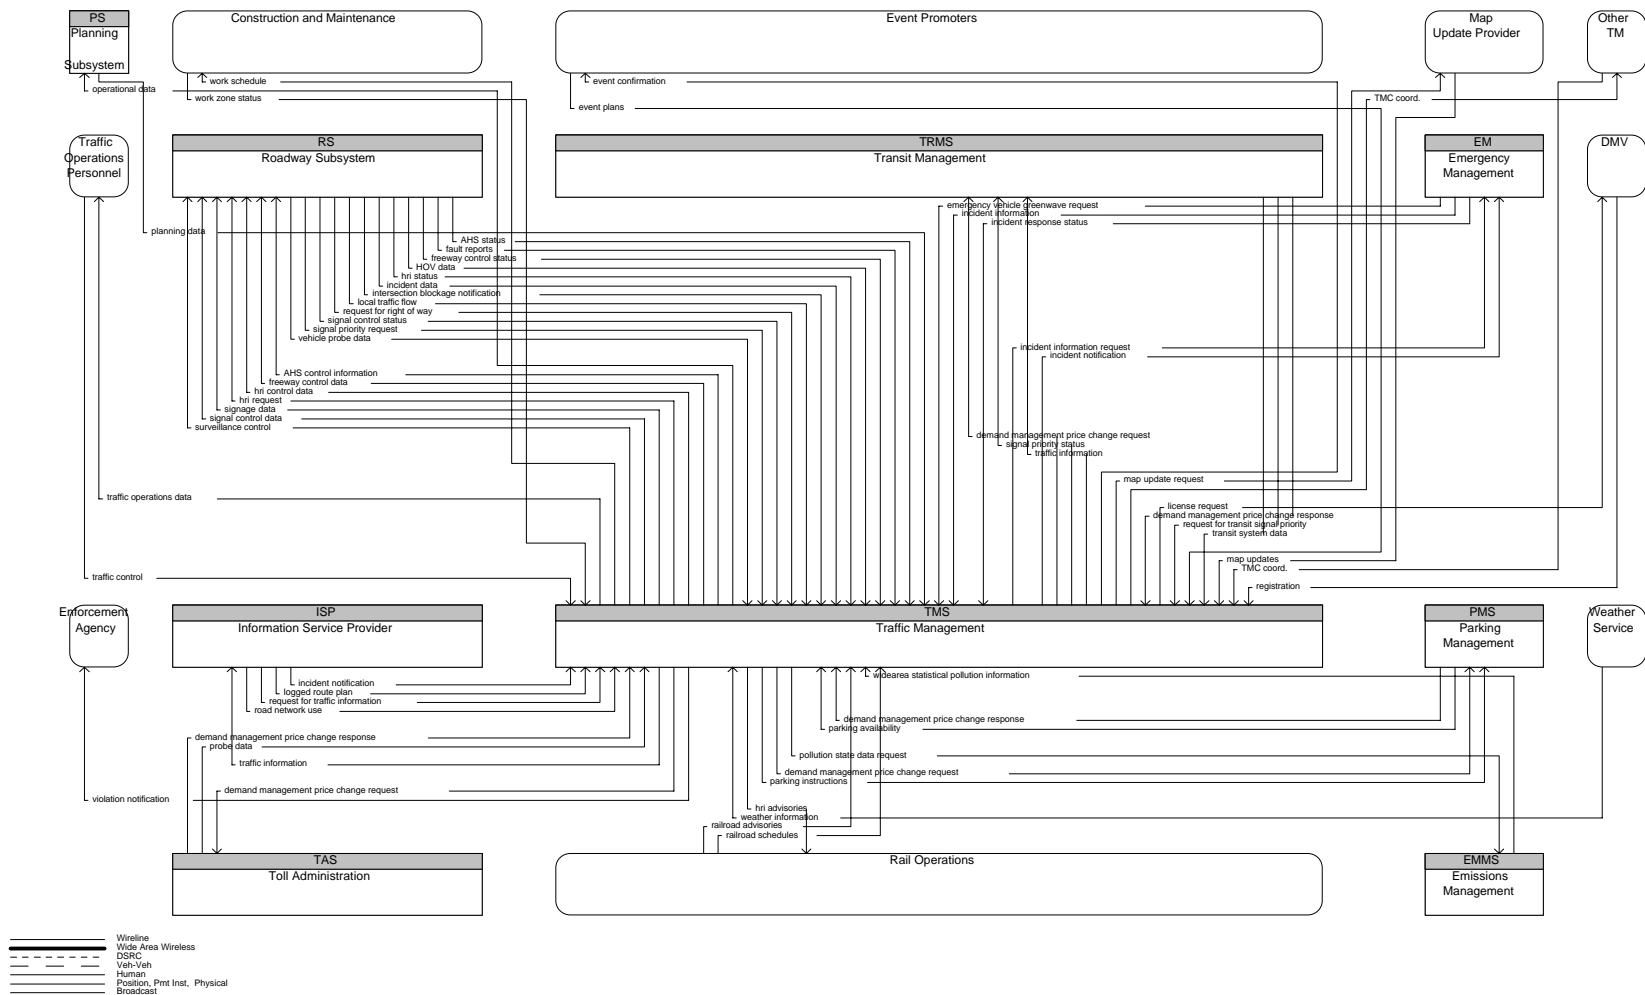 PS
Planning
Subsystem
Construction and Maintenance
Event Promoters
Map
Update Provider
Other
TM
work schedule
event confirmation
operational data
work zone status
TMC coord.
event plans
Traffic
Operations
Personnel
RS
Roadway Subsystem
TRMS
Transit Management
EM
Emergency
Management
DMV
emergency vehicle greenwave request
incident information
incident response status
planning data
AHS status
fault reports
freeway control status
HOV data
hri status
incident data
intersection blockage notification
local traffic flow
request for right of way
signal control status
signal priority request
vehicle probe data
incident information request
incident notification
AHS control information
freeway control data
hri control data
hri request
signage data
signal control data
surveillance control
demand management price change request
signal priority status
traffic information
map update request
traffic operations data
license request
demand management price change response
request for transit signal priority
transit system data
map updates
TMC coord.
traffic control
registration
Enforcement
Agency
ISP
Information Service Provider
TMS
Traffic Management
PMS
Parking
Management
Weather
Service
widearea statistical pollution information
incident notification
logged route plan
request for traffic information
road network use
demand management price change response
parking availability
demand management price change response
probe data
pollution state data request
traffic information
demand management price change request
parking instructions
demand management price change request
violation notification
hri advisories
weather information
railroad advisories
railroad schedules
TAS
Toll Administration
Rail Operations
EMMS
Emissions
Management
Wireline
Wide Area Wireless
DSRC
Veh-Veh
Human
Position, Pmt Inst, Physical
Broadcast